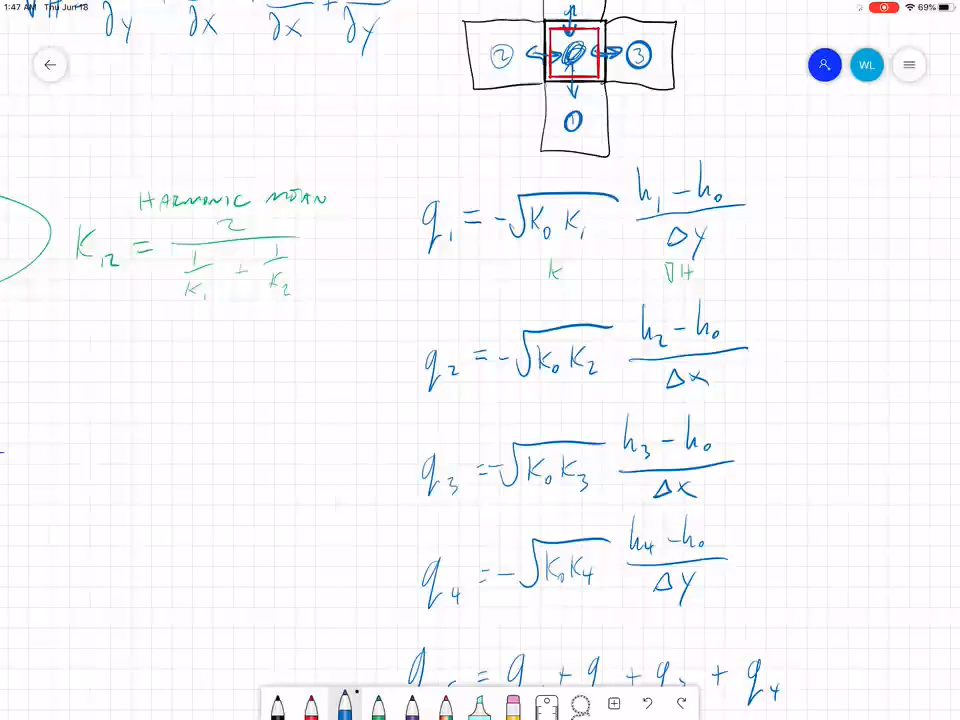 1:47 AM Thu Jun 18
69%
∂y ∂x ∂x + ∂y
② ③
①
WL
HARMONIC MEAN
K₁₂ = 2 / (1/K₁ + 1/K₂)
q₁ = -√(K₀ K₁) (h₁ - h₀)/Δy
K ∇H
q₂ = -√(K₀ K₂) (h₂ - h₀)/Δx
q₃ = -√(K₀ K₃) (h₃ - h₀)/Δx
q₄ = -√(K₀ K₄) (h₄ - h₀)/Δy
= q + q + q + q₄